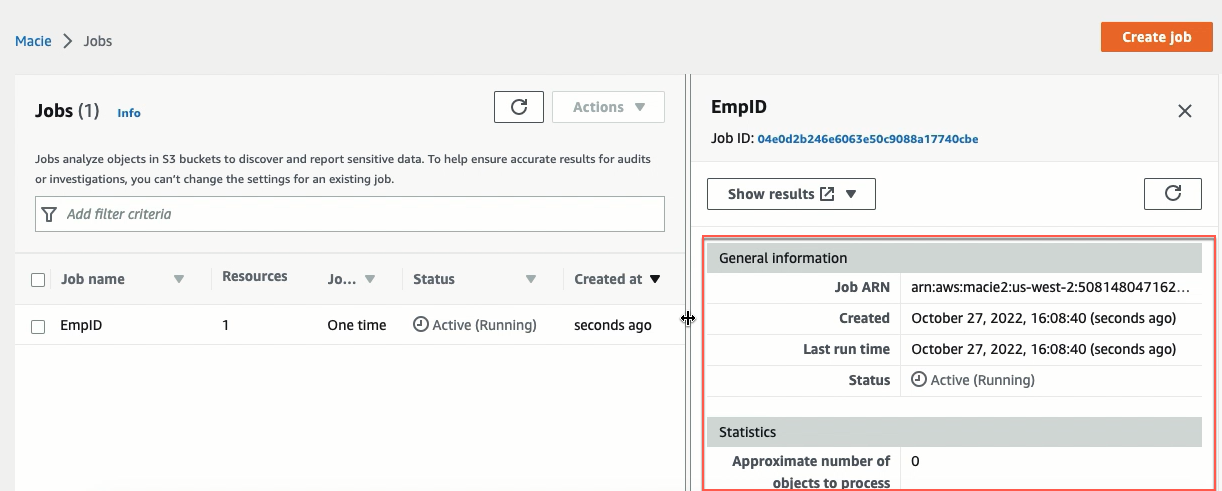 Macie > Jobs
Create job
Jobs (1) Info
Actions
Jobs analyze objects in S3 buckets to discover and report sensitive data. To help ensure accurate results for audits
or investigations, you can’t change the settings for an existing job.
Add filter criteria
Job name Resources Jo... Status Created at
EmpID 1 One time Active (Running) seconds ago
EmpID
Job ID: 04e0d2b246e6063e50c9088a17740cbe
Show results
General information
Job ARN arn:aws:macie2:us-west-2:508148047162...
Created October 27, 2022, 16:08:40 (seconds ago)
Last run time October 27, 2022, 16:08:40 (seconds ago)
Status Active (Running)
Statistics
Approximate number of 0
objects to process